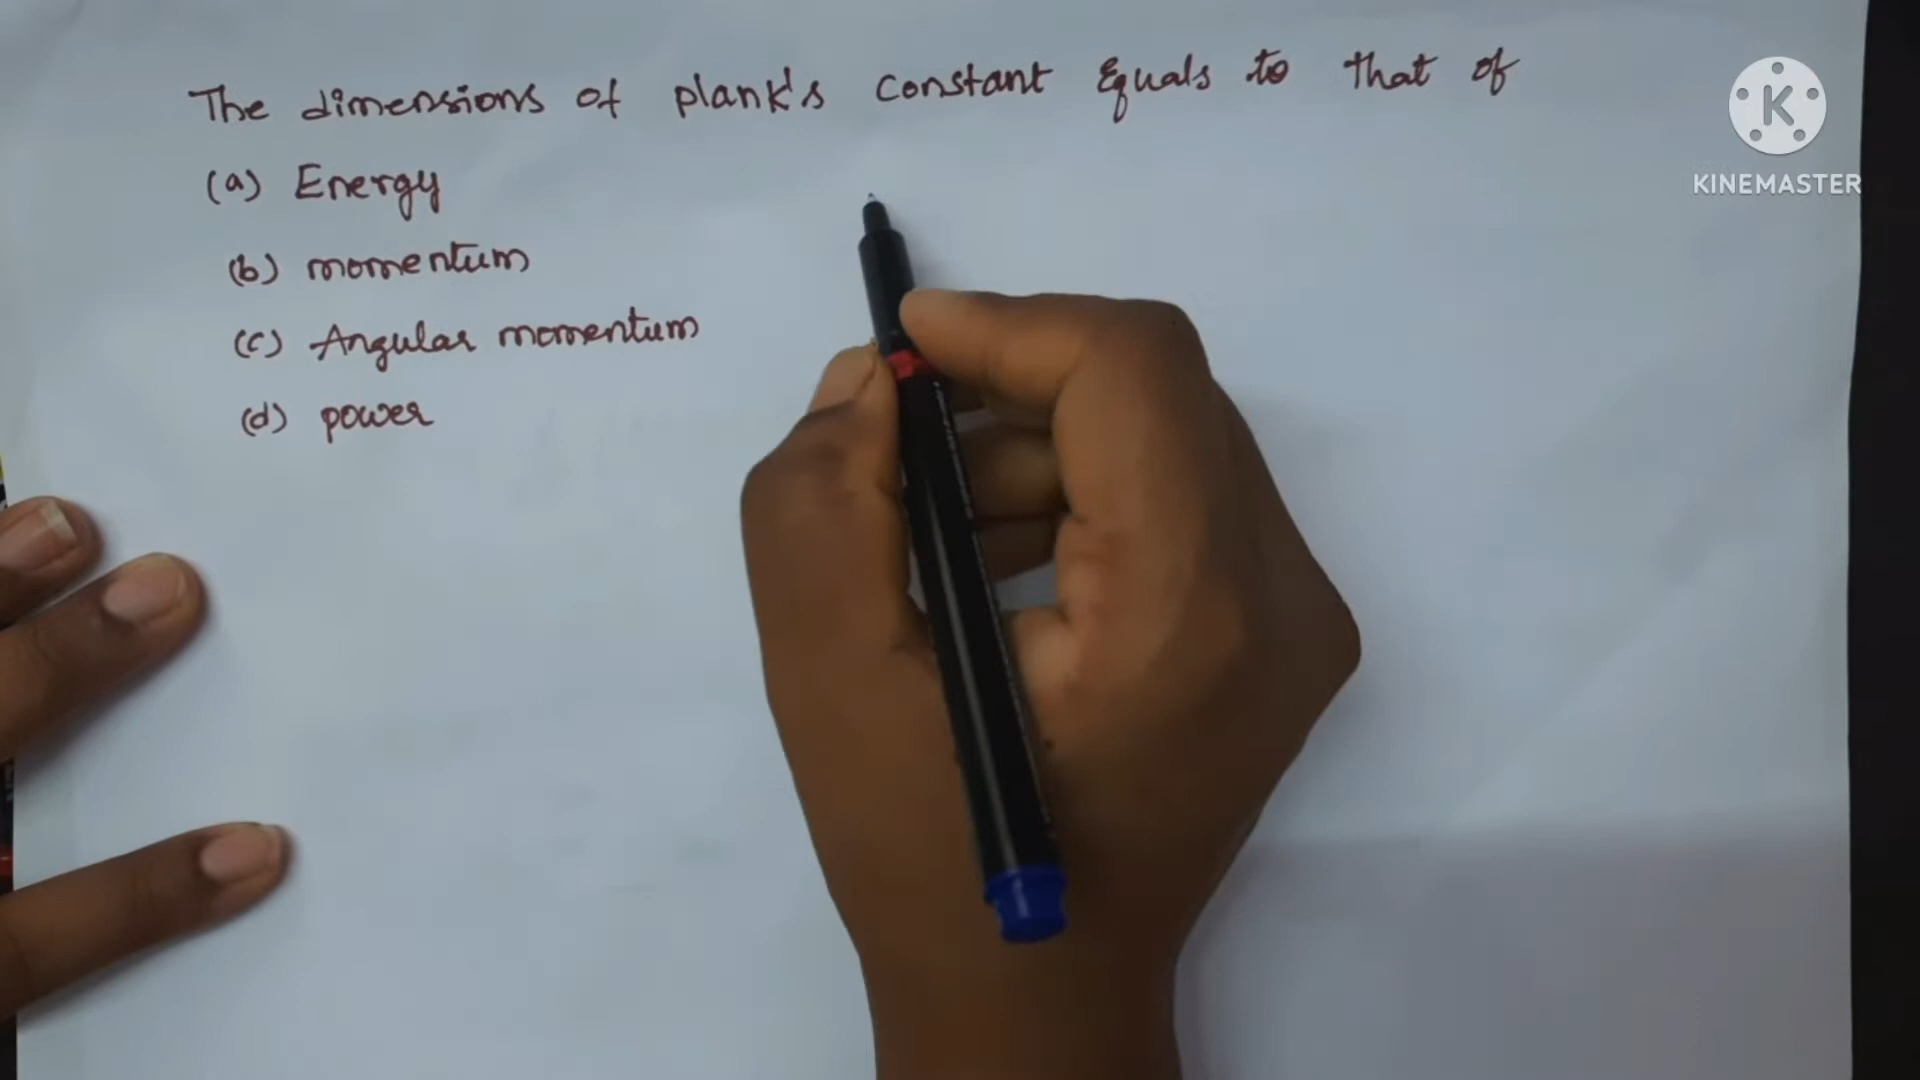 The dimensions of plank's constant Equals to that of
(a) Energy
(b) momentum
(c) Angular momentum
(d) power
K
KINEMASTER